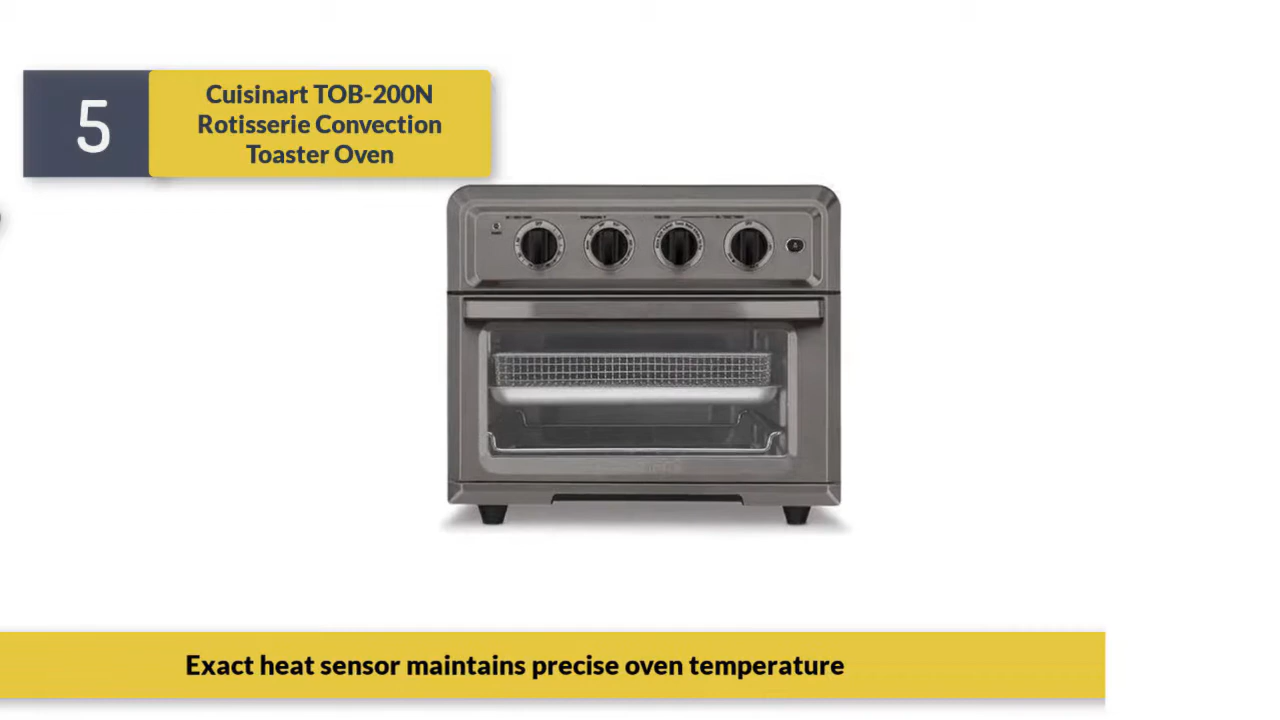 5
Cuisinart TOB-200N
Rotisserie Convection
Toaster Oven
Exact heat sensor maintains precise oven temperature